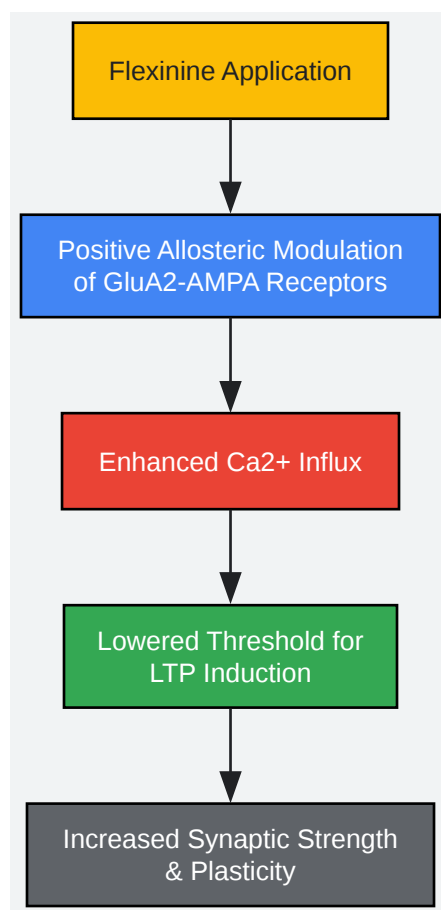 Flexinine Application
Positive Allosteric Modulation
of GluA2-AMPA Receptors
Enhanced Ca2+ Influx
Lowered Threshold for
LTP Induction
Increased Synaptic Strength
& Plasticity